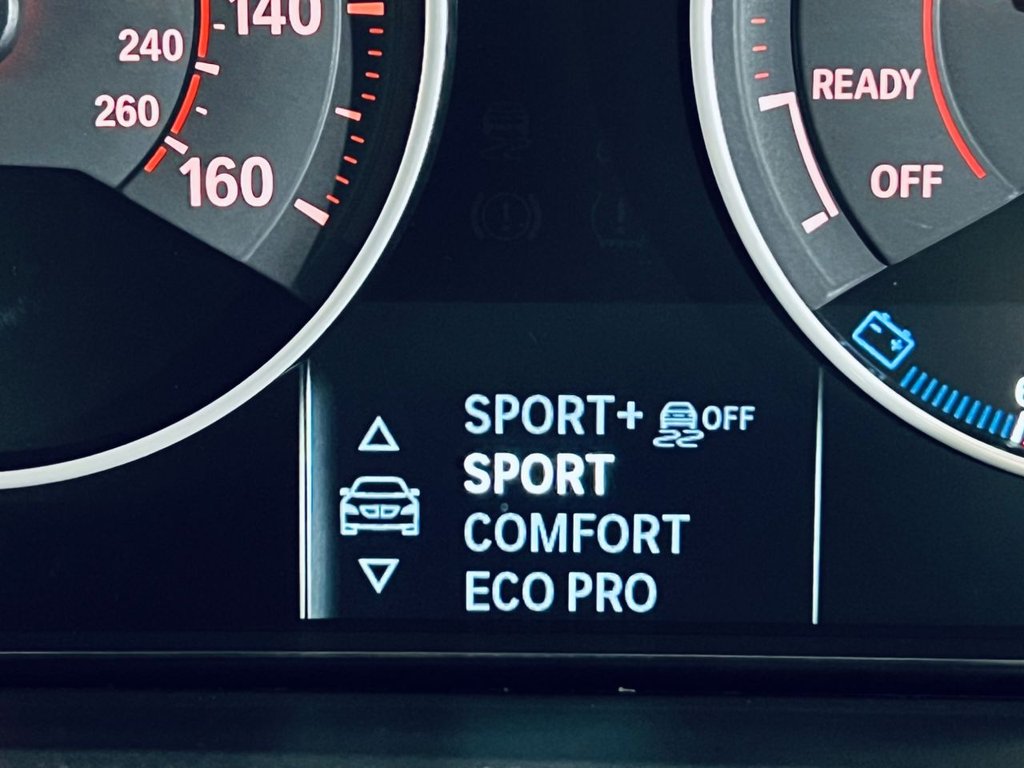 140
240
260
160
READY
OFF
SPORT+ OFF
SPORT
COMFORT
ECO PRO